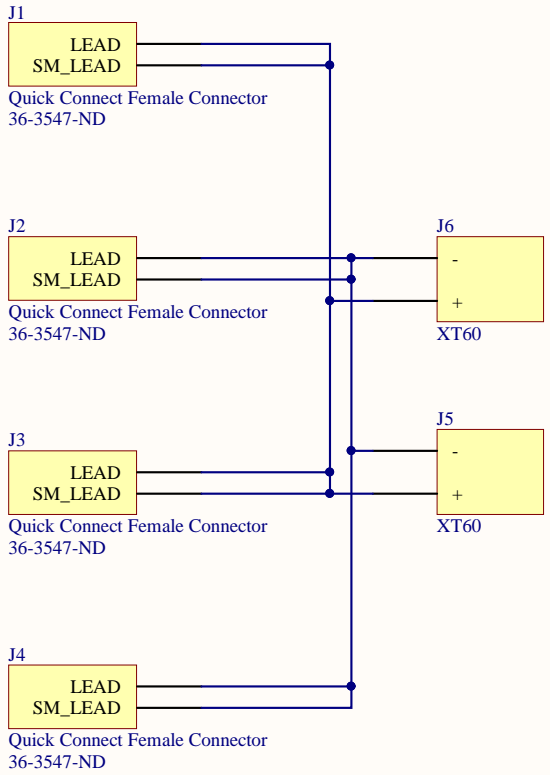 J1
LEAD
SM_LEAD
Quick Connect Female Connector
36-3547-ND
J2
LEAD
SM_LEAD
Quick Connect Female Connector
36-3547-ND
J6
-
+
XT60
J3
LEAD
SM_LEAD
Quick Connect Female Connector
36-3547-ND
J5
-
+
XT60
J4
LEAD
SM_LEAD
Quick Connect Female Connector
36-3547-ND